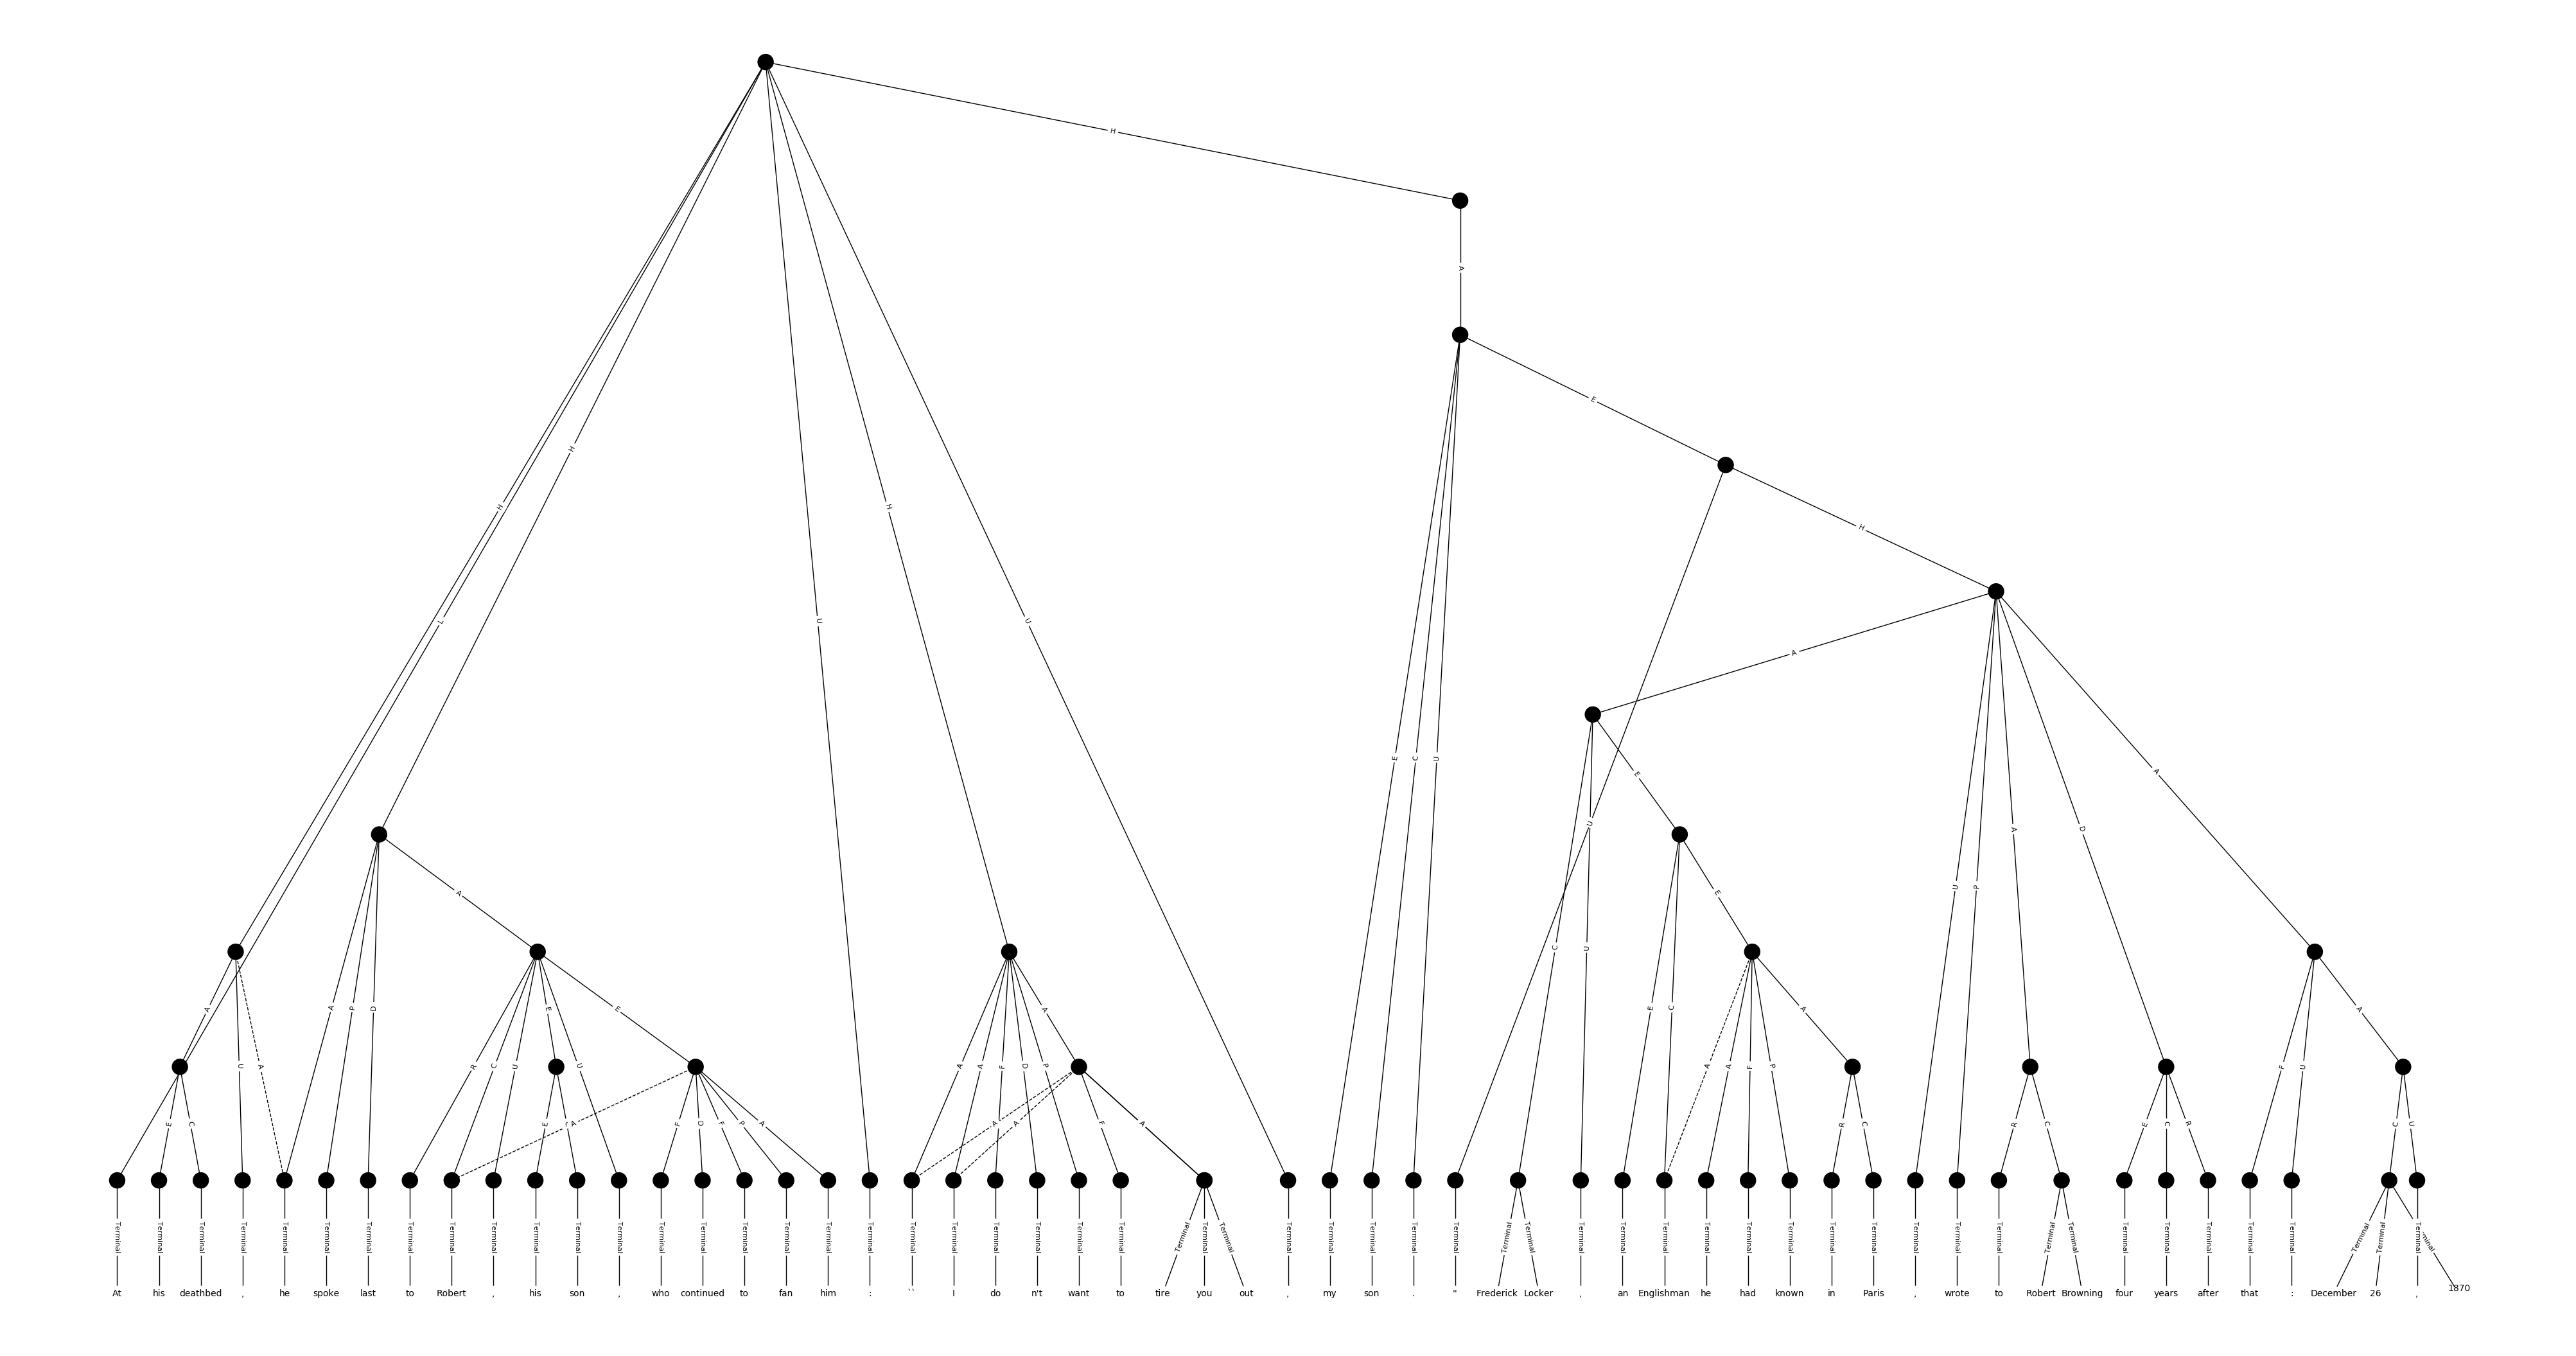 H
A
E
H
H H H
L U U
A
E C U E A
U A D
A E U P
C U
A A P D E E A E C A A
U A R C U U A A F D P A A F P F U
E C E A F D F P A A A F A R C R C E C R C U
Terminal Terminal Terminal Terminal Terminal Terminal Terminal Terminal Terminal Terminal Terminal Terminal Terminal Terminal Terminal Terminal Terminal Terminal Terminal Terminal Terminal Terminal Terminal Terminal Terminal Terminal Terminal Terminal Terminal Terminal Terminal Terminal Terminal Terminal Terminal Terminal Terminal Terminal Terminal Terminal Terminal Terminal Terminal Terminal Terminal Terminal Terminal Terminal Terminal Terminal Terminal Terminal Terminal Terminal Terminal Terminal
At his deathbed , he spoke last to Robert , his son , who continued to fan him : `` I do n't want to tire you out , my son . " Frederick Locker , an Englishman he had known in Paris , wrote to Robert Browning four years after that : December 26 , 1870